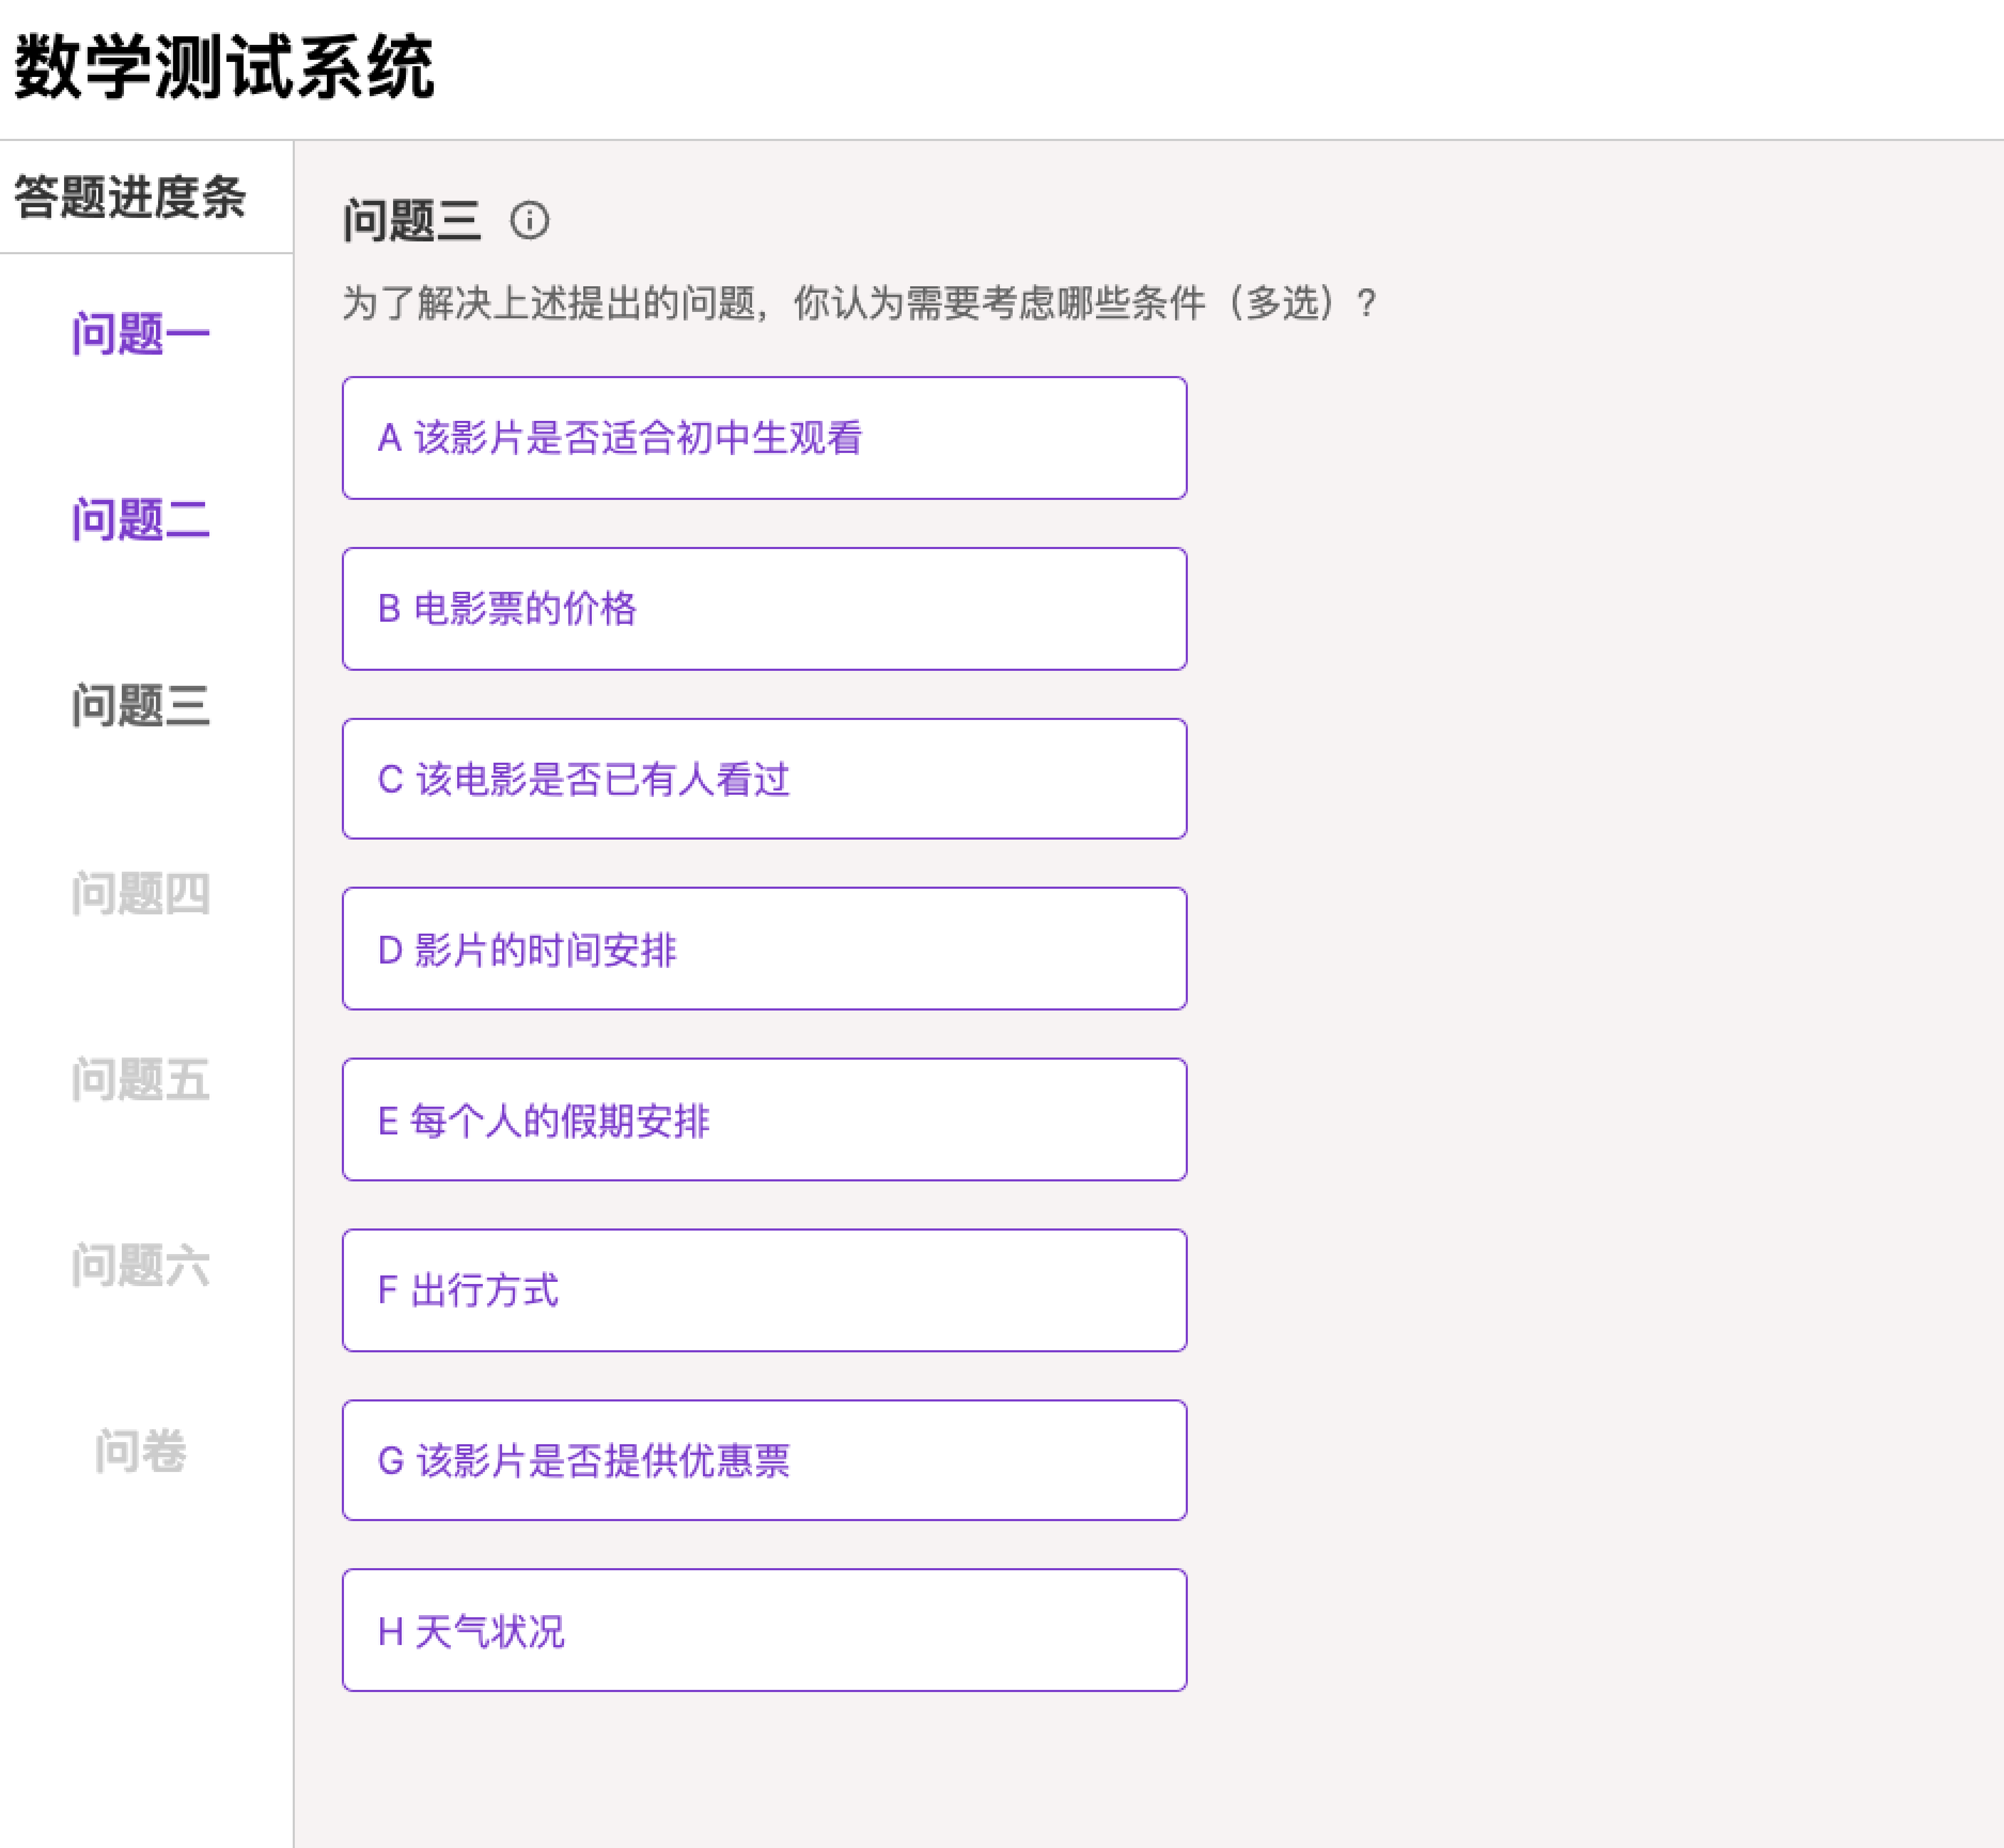 数学测试系统
答题进度条
问题一
问题二
问题三
问题四
问题五
问题六
问卷
问题三
为了解决上述提出的问题，你认为需要考虑哪些条件（多选）？
A 该影片是否适合初中生观看
B 电影票的价格
C 该电影是否已有人看过
D 影片的时间安排
E 每个人的假期安排
F 出行方式
G 该影片是否提供优惠票
H 天气状况